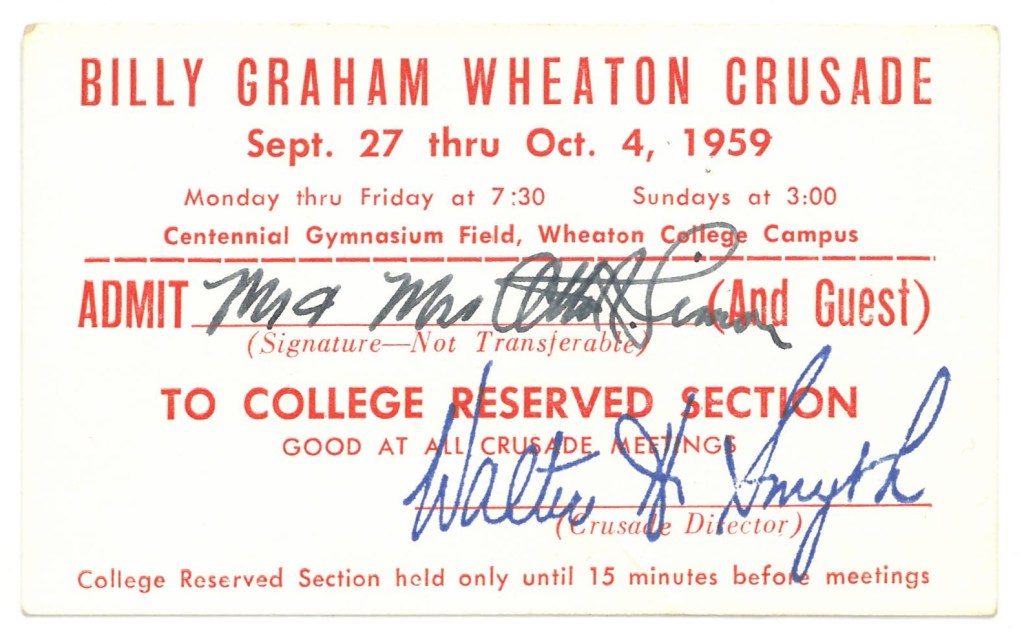 BILLY GRAHAM WHEATON CRUSADE
Sept. 27 thru Oct. 4, 1959
Monday thru Friday at 7:30 Sundays at 3:00
Centennial Gymnasium Field, Wheaton College Campus
ADMIT Mr & Mrs (And Guest)
(Signature—Not Transferable)
TO COLLEGE RESERVED SECTION
GOOD AT ALL CRUSADE MEETINGS
Walter H Smyth
(Crusade Director)
College Reserved Section held only until 15 minutes before meetings